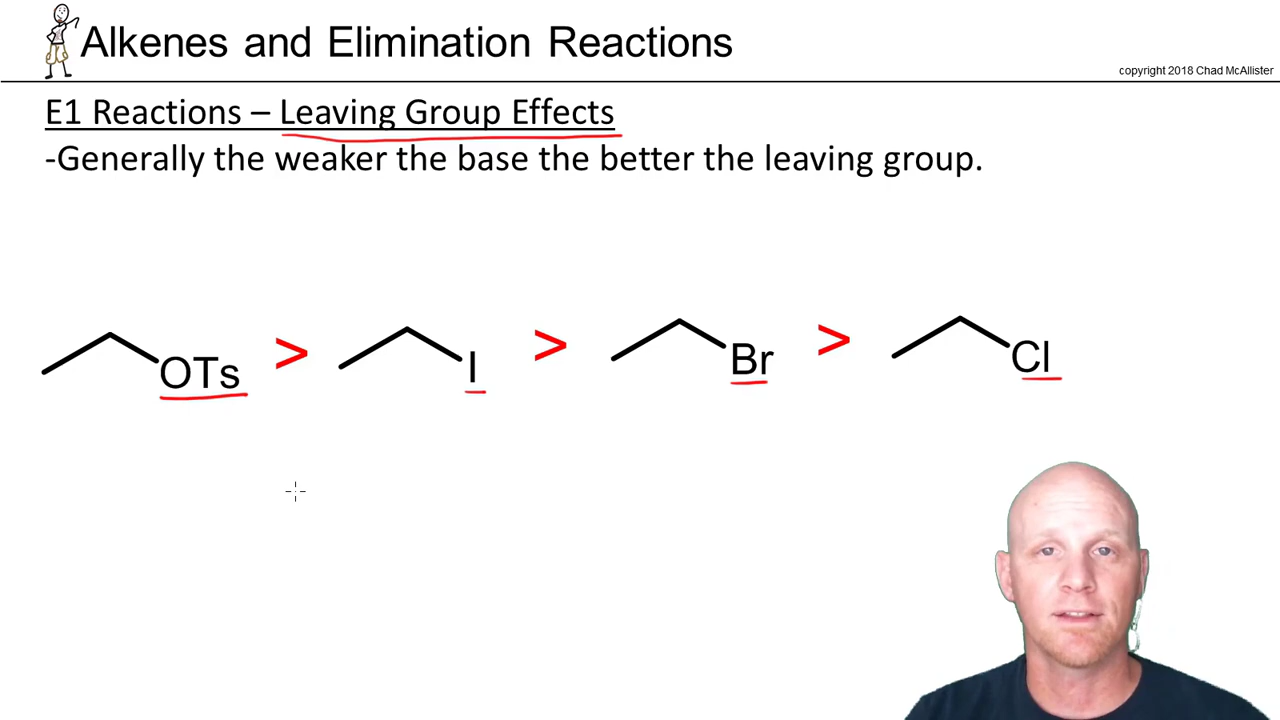 Alkenes and Elimination Reactions
copyright 2018 Chad McAllister
E1 Reactions – Leaving Group Effects
-Generally the weaker the base the better the leaving group.
OTs > I > Br > Cl